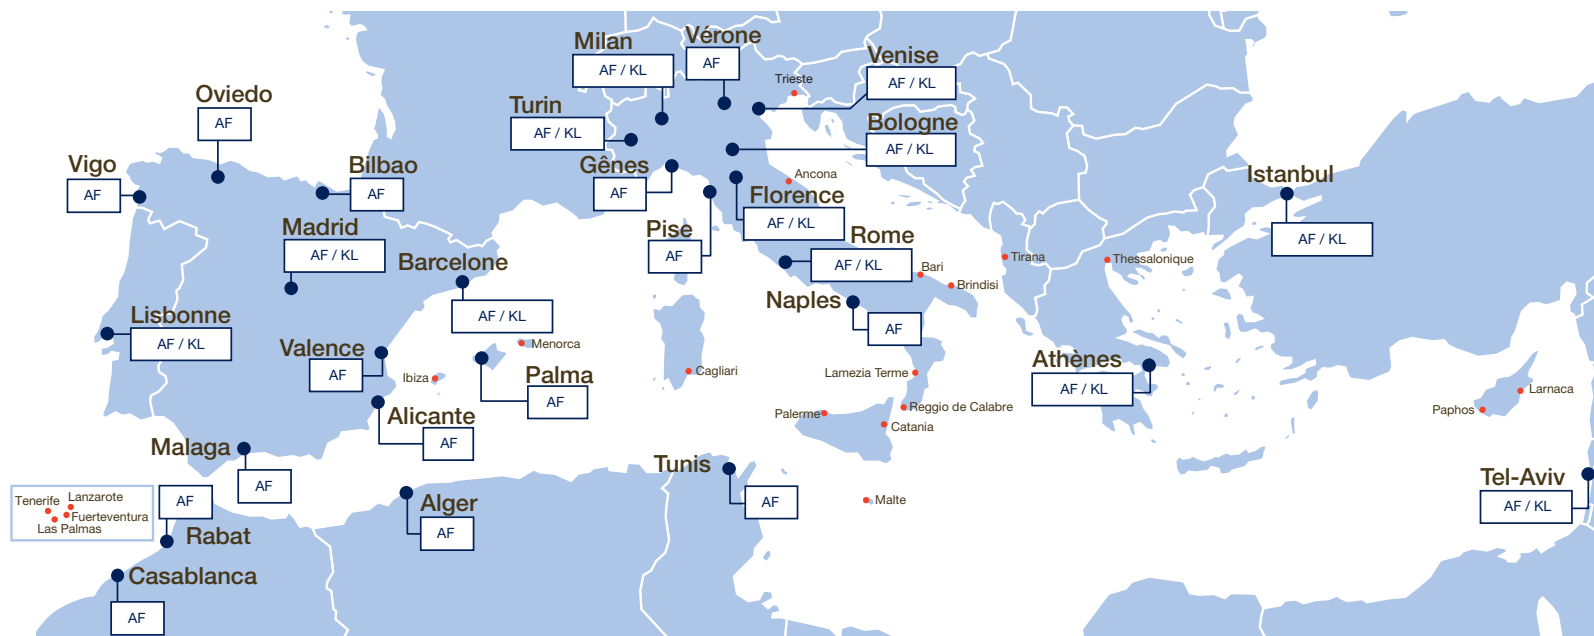 Milan
AF / KL
Vérone
AF
Venise
AF / KL
Trieste
Oviedo
AF
Turin
AF / KL
Bologne
AF / KL
Vigo
AF
Bilbao
AF
Gênes
AF
Ancona
Florence
AF / KL
Istanbul
AF / KL
Madrid
AF / KL
Pise
AF
Rome
AF / KL
Barcelone
AF / KL
Bari
Brindisi
Tirana
Thessalonique
Naples
AF
Lisbonne
AF / KL
Valence
AF
Menorca
Ibiza
Palma
AF
Cagliari
Lamezia Terme
Athènes
AF / KL
Alicante
AF
Palerme
Reggio de Calabre
Catania
Paphos
Larnaca
Malaga
AF
Tunis
AF
Malte
Tel-Aviv
AF / KL
Tenerife
Lanzarote
Fuerteventura
Las Palmas
AF
Rabat
Alger
AF
Casablanca
AF